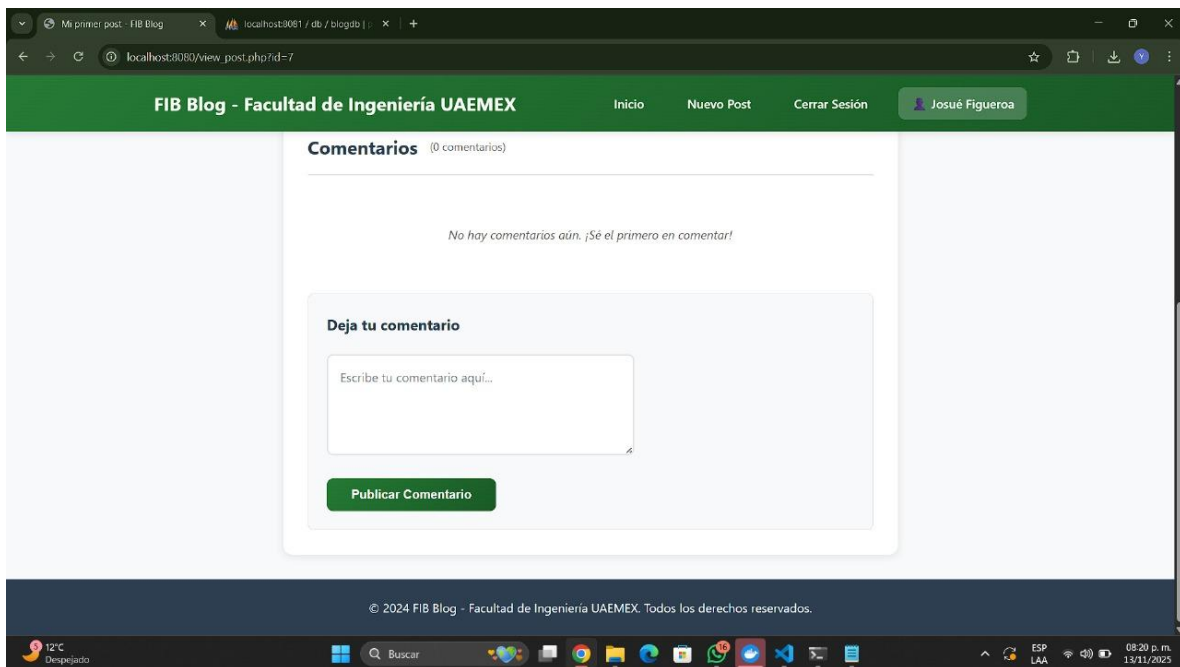 Mi primer post - FIB Blog
localhost:8081 / db / blogdb | p
localhost:8080/view_post.php?id=7
FIB Blog - Facultad de Ingeniería UAEMEX
Inicio
Nuevo Post
Cerrar Sesión
Josué Figueroa
Comentarios (0 comentarios)
No hay comentarios aún. ¡Sé el primero en comentar!
Deja tu comentario
Escribe tu comentario aquí...
Publicar Comentario
© 2024 FIB Blog - Facultad de Ingeniería UAEMEX. Todos los derechos reservados.
5
12°C
Despejado
Buscar
16
ESP
LAA
08:20 p. m.
13/11/2025